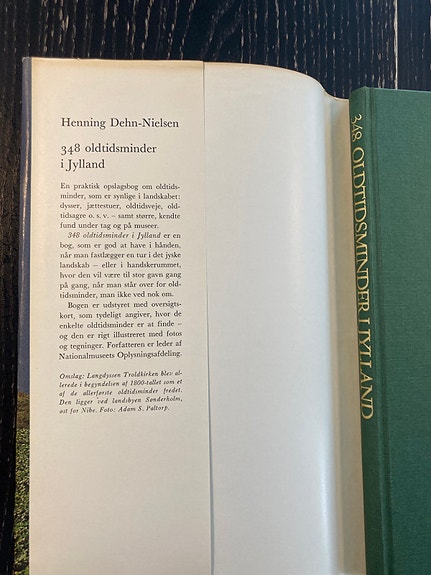 Henning Dehn-Nielsen
348 oldtidsminder
i Jylland
En praktisk opslagsbog om oldtids-
minder, som er synlige i landskabet:
dysser, jættestuer, oldtidsveje, old-
tidsagre o. s. v. – samt større, kendte
fund under tag og på museer.
348 oldtidsminder i Jylland er en
bog, som er god at have i hånden,
når man fastlægger en tur i det jyske
landskab – eller i handskerummet,
hvor den vil være til stor gavn gang
på gang, når man står over for old-
tidsminder, man ikke ved nok om.
Bogen er udstyret med oversigts-
kort, som tydeligt angiver, hvor de
enkelte oldtidsminder er at finde –
og den er rigt illustreret med fotos
og tegninger. Forfatteren er leder af
Nationalmuseets Oplysningsafdeling.
Omslag: Langdyssen Troldkirken blev al-
lerede i begyndelsen af 1800-tallet som et
af de allerførste oldtidsminder fredet.
Den ligger ved landsbyen Sønderholm,
øst for Nibe. Foto: Adam S. Paltorp.
348 OLDTIDSMINDER I JYLLAND